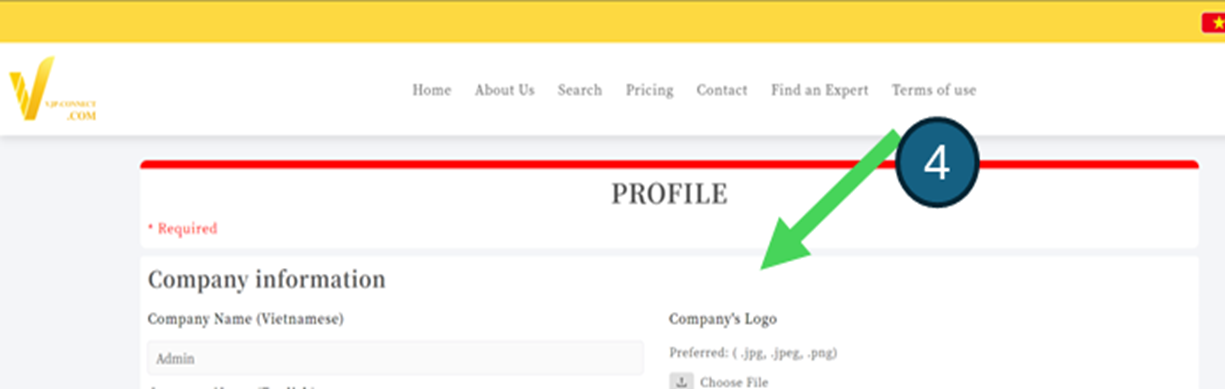 V.JP-CONNECT
.COM
Home About Us Search Pricing Contact Find an Expert Terms of use
4
PROFILE
* Required
Company information
Company Name (Vietnamese)
Admin
Company's Logo
Preferred: ( .jpg, .jpeg, .png)
Choose File